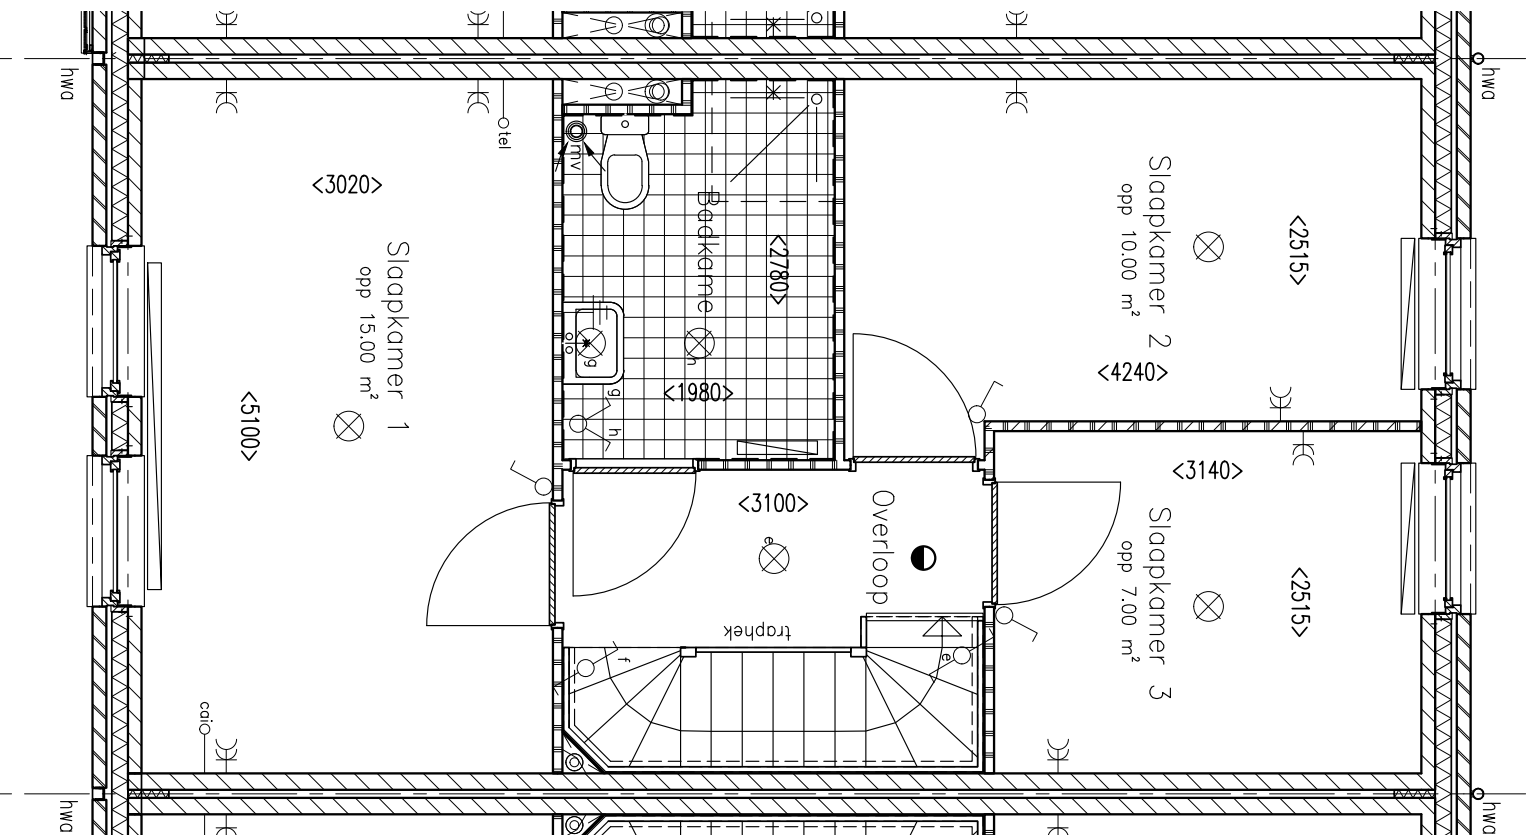 hwa
hwa
tel
mv
<3020>
Slaapkamer 1
opp 15.00 m²
<5100>
Badkame
<2780>
g
h
<1980>
g
h
Slaapkamer 2
opp 10.00 m²
<2515>
<4240>
<3140>
Slaapkamer 3
opp 7.00 m²
<2515>
<3100>
Overloop
e
traphek
f
e
cai
hwa
hwa